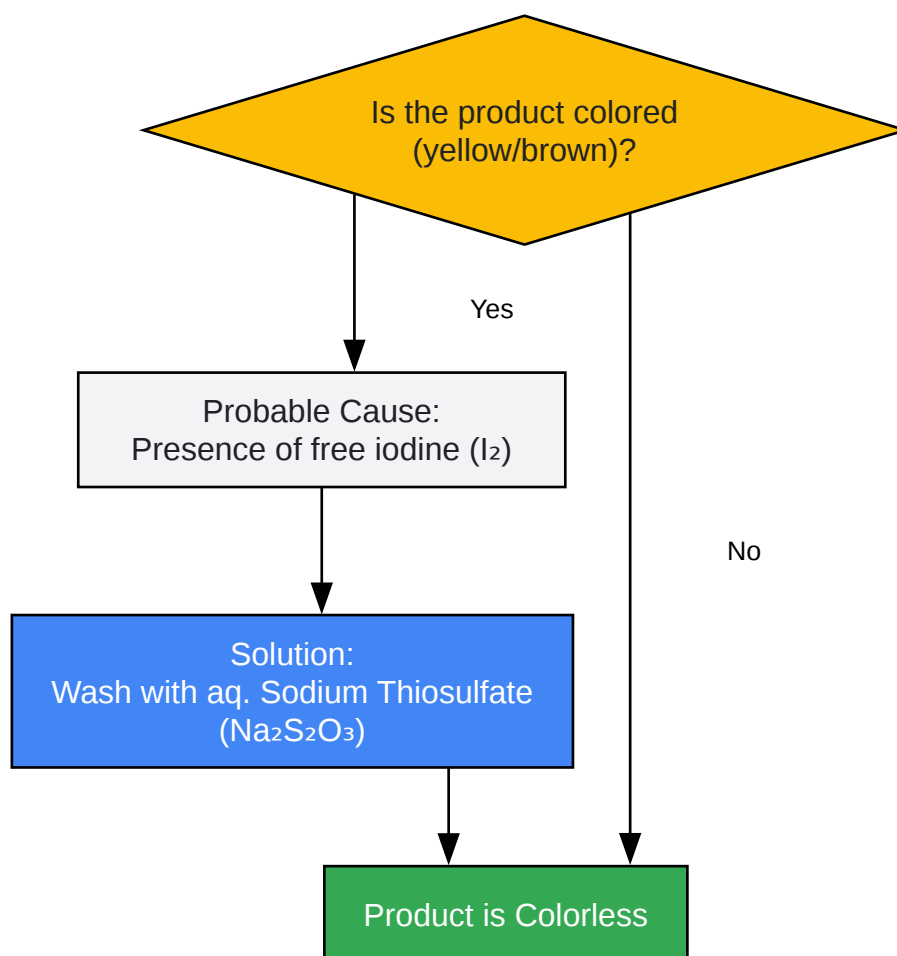 Is the product colored
(yellow/brown)?
Yes
Probable Cause:
Presence of free iodine (I₂)
No
Solution:
Wash with aq. Sodium Thiosulfate
(Na₂S₂O₃)
Product is Colorless